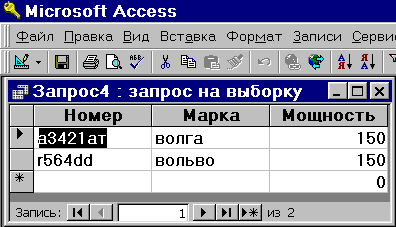 Microsoft Access
Файл Правка Вид Вставка Формат Записи Серви
Запрос4 : запрос на выборку
Номер Марка Мощность
а3421ат волга 150
r564dd вольво 150
0
Запись: 1 из 2